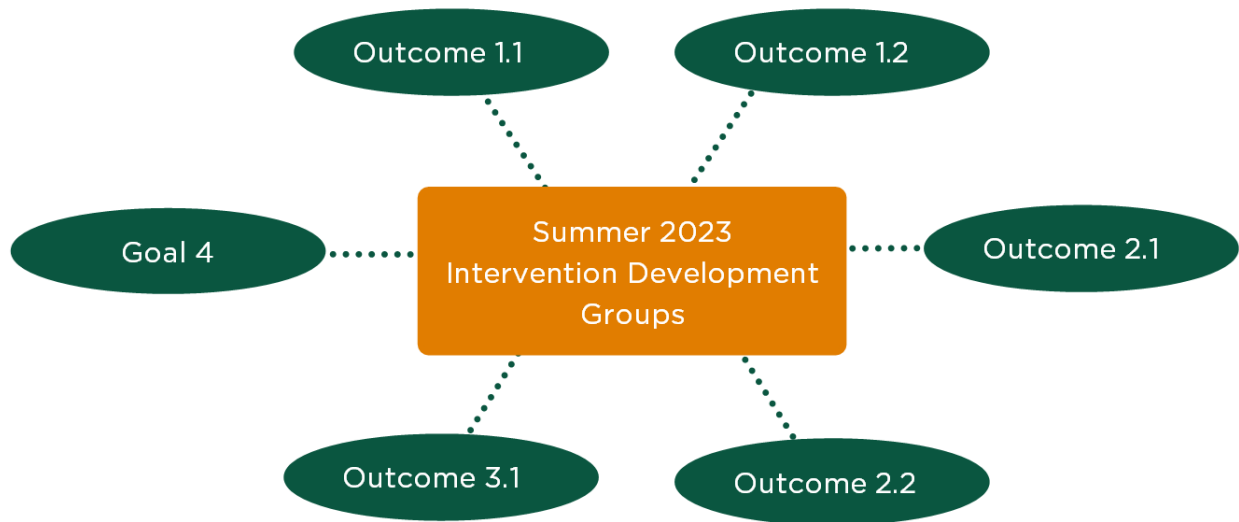 Outcome 1.1
Outcome 1.2
Goal 4
Summer 2023
Intervention Development
Groups
Outcome 2.1
Outcome 3.1
Outcome 2.2